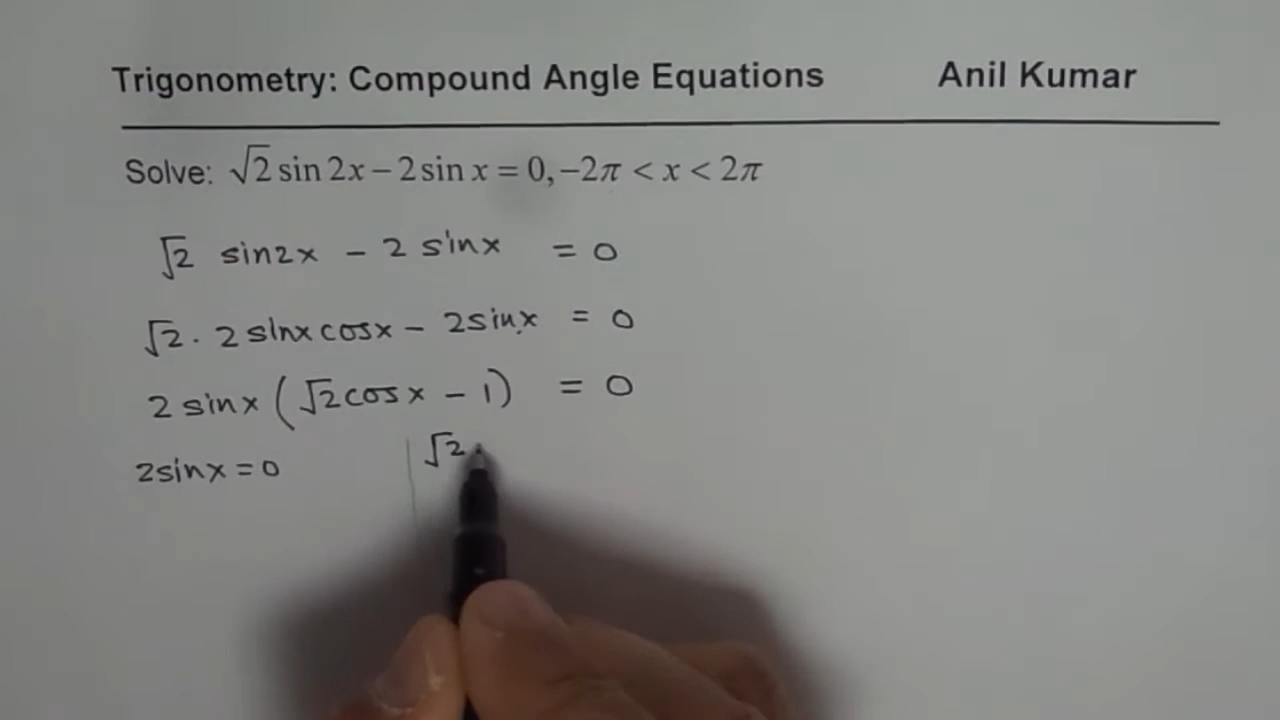 Trigonometry: Compound Angle Equations Anil Kumar
Solve: √2 sin 2x – 2 sin x = 0, –2π < x < 2π
√2 sin2x – 2 sinx = 0
√2 · 2 sinx cosx – 2sinx = 0
2 sinx (√2 cosx – 1) = 0
2sinx = 0 √2